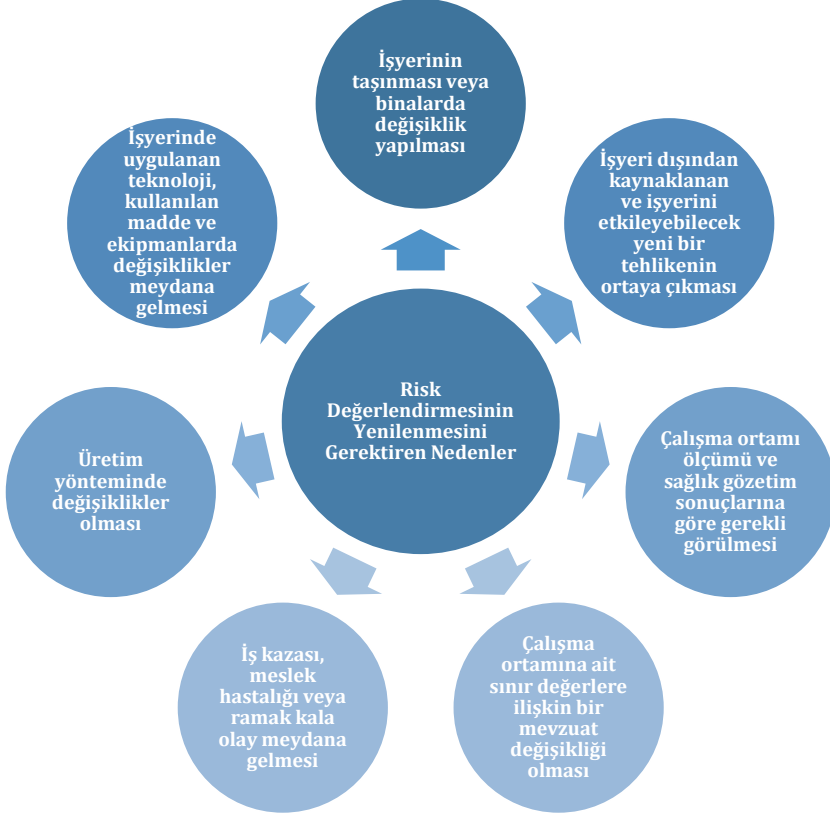 İşyerinin
taşınması veya
binalarda
değişiklik
yapılması
İşyeri dışından
kaynaklanan
ve işyerini
etkileyebilecek
yeni bir
tehlikenin
ortaya çıkması
Çalışma ortamı
ölçümü ve
sağlık gözetim
sonuçlarına
göre gerekli
görülmesi
Çalışma
ortamına ait
sınır değerlere
ilişkin bir
mevzuat
değişikliği
olması
İş kazası,
meslek
hastalığı veya
ramak kala
olay meydana
gelmesi
Üretim
yönteminde
değişiklikler
olması
İşyerinde
uygulanan
teknoloji,
kullanılan
madde ve
ekipmanlarda
değişiklikler
meydana
gelmesi
Risk
Değerlendirmesinin
Yenilenmesini
Gerektiren Nedenler